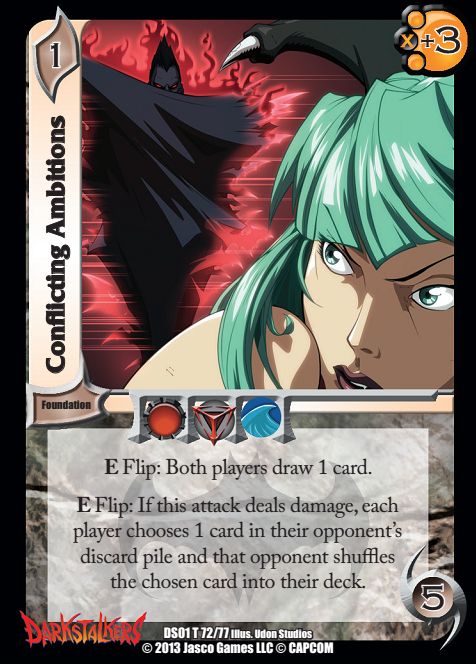 1
x +3
Conflicting Ambitions
Foundation
E Flip: Both players draw 1 card.
E Flip: If this attack deals damage, each
player chooses 1 card in their opponent's
discard pile and that opponent shuffles
the chosen card into their deck.
5
DARKSTALKERS
DS01 T 72/77 Illus. Udon Studios
© 2013 Jasco Games LLC © CAPCOM